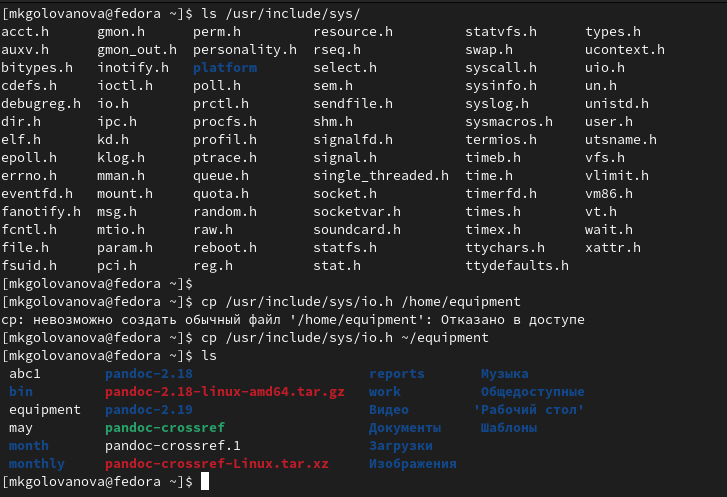 [mkgolovanova@fedora ~]$ ls /usr/include/sys/
acct.h      gmon.h      perm.h         resource.h         statvfs.h      types.h
auxv.h      gmon_out.h  personality.h  rseq.h             swap.h         ucontext.h
bitypes.h   inotify.h   platform       select.h           syscall.h      uio.h
cdefs.h     ioctl.h     poll.h         sem.h              sysinfo.h      un.h
debugreg.h  io.h        prctl.h        sendfile.h         syslog.h       unistd.h
dir.h       ipc.h       procfs.h       shm.h              sysmacros.h    user.h
elf.h       kd.h        profil.h       signalfd.h         termios.h      utsname.h
epoll.h     klog.h      ptrace.h       signal.h           timeb.h        vfs.h
errno.h     mman.h      queue.h        single_threaded.h  time.h         vlimit.h
eventfd.h   mount.h     quota.h        socket.h           timerfd.h      vm86.h
fanotify.h  msg.h       random.h       socketvar.h        times.h        vt.h
fcntl.h     mtio.h      raw.h          soundcard.h        timex.h        wait.h
file.h      param.h     reboot.h       statfs.h           ttychars.h     xattr.h
fsuid.h     pci.h       reg.h          stat.h             ttydefaults.h
[mkgolovanova@fedora ~]$
[mkgolovanova@fedora ~]$ cp /usr/include/sys/io.h /home/equipment
cp: невозможно создать обычный файл '/home/equipment': Отказано в доступе
[mkgolovanova@fedora ~]$ cp /usr/include/sys/io.h ~/equipment
[mkgolovanova@fedora ~]$ ls
abc1        pandoc-2.18                      reports       Музыка
bin         pandoc-2.18-linux-amd64.tar.gz   work          Общедоступные
equipment   pandoc-2.19                      Видео        'Рабочий стол'
may         pandoc-crossref                  Документы     Шаблоны
month       pandoc-crossref.1                Загрузки
monthly     pandoc-crossref-Linux.tar.xz     Изображения
[mkgolovanova@fedora ~]$